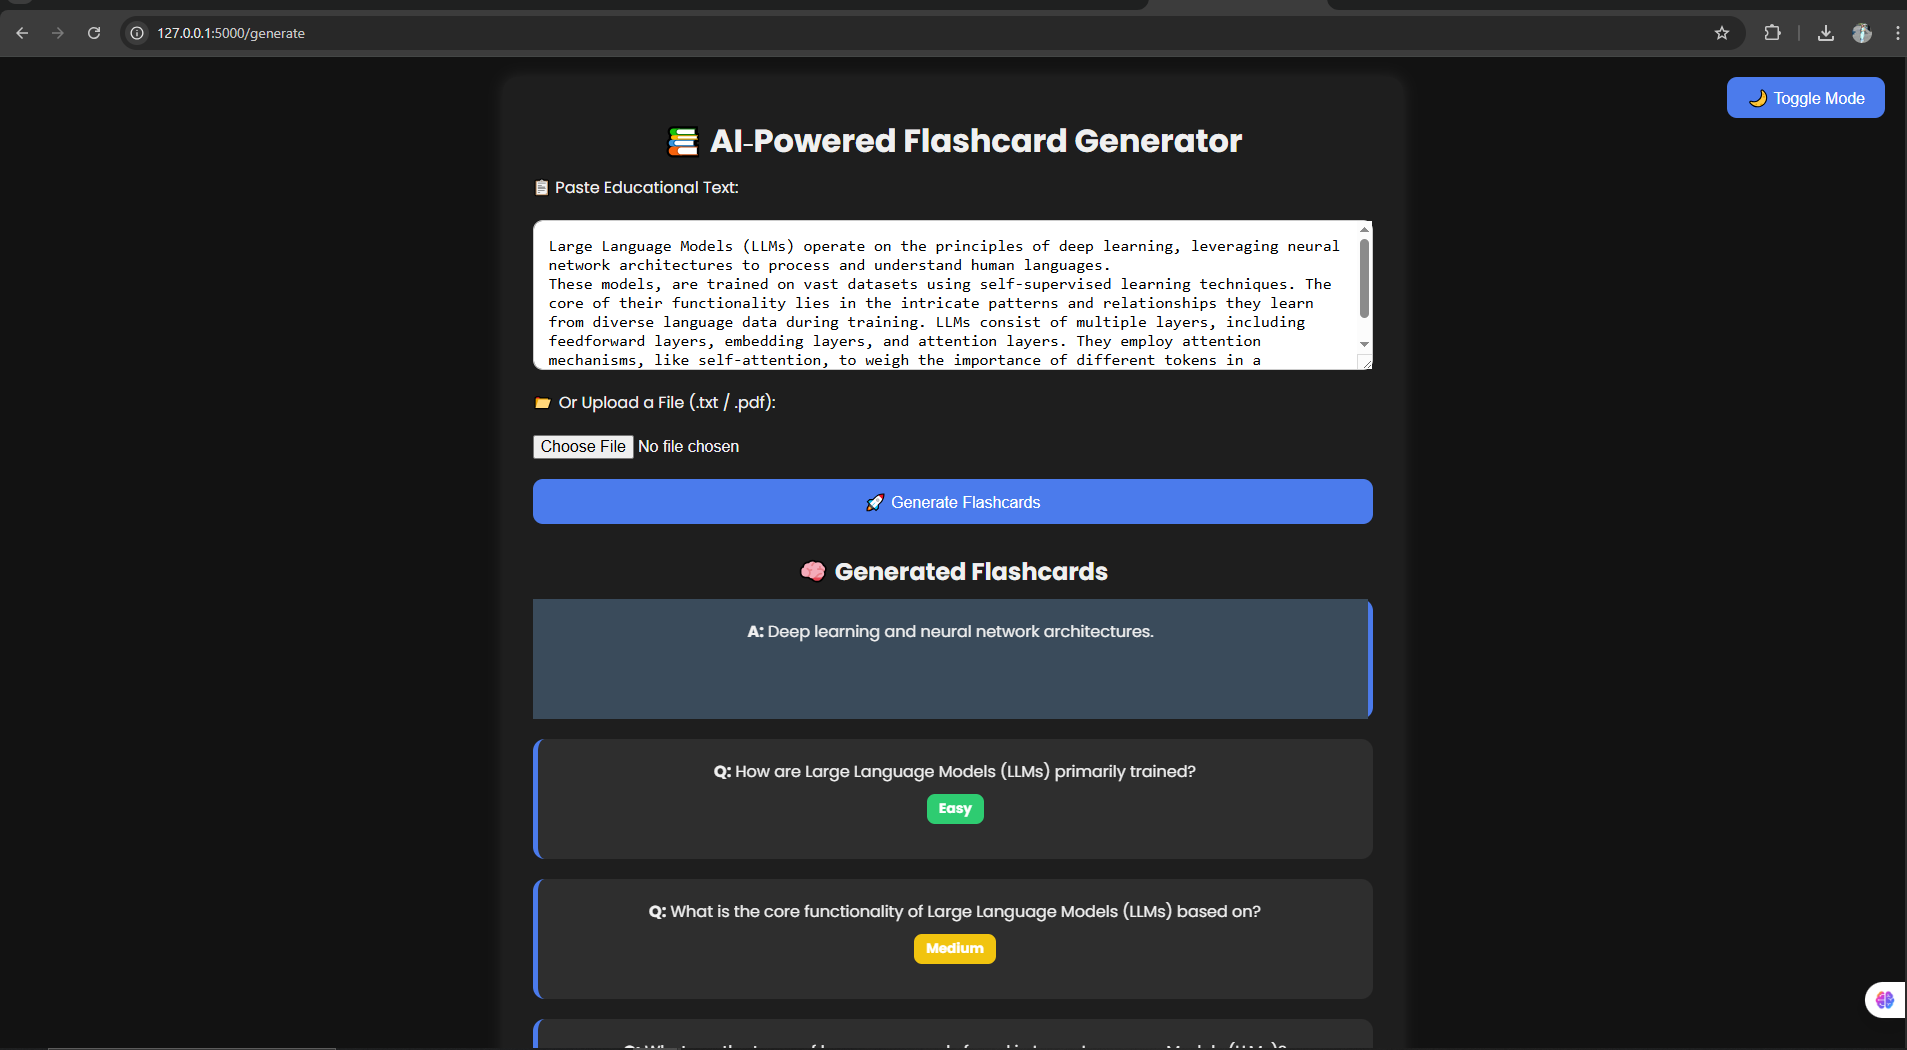 127.0.0.1:5000/generate
Toggle Mode
AI-Powered Flashcard Generator
Paste Educational Text:
Large Language Models (LLMs) operate on the principles of deep learning, leveraging neural
network architectures to process and understand human languages.
These models, are trained on vast datasets using self-supervised learning techniques. The
core of their functionality lies in the intricate patterns and relationships they learn
from diverse language data during training. LLMs consist of multiple layers, including
feedforward layers, embedding layers, and attention layers. They employ attention
mechanisms, like self-attention, to weigh the importance of different tokens in a
Or Upload a File (.txt / .pdf):
Choose File No file chosen
Generate Flashcards
Generated Flashcards
A: Deep learning and neural network architectures.
Q: How are Large Language Models (LLMs) primarily trained?
Easy
Q: What is the core functionality of Large Language Models (LLMs) based on?
Medium